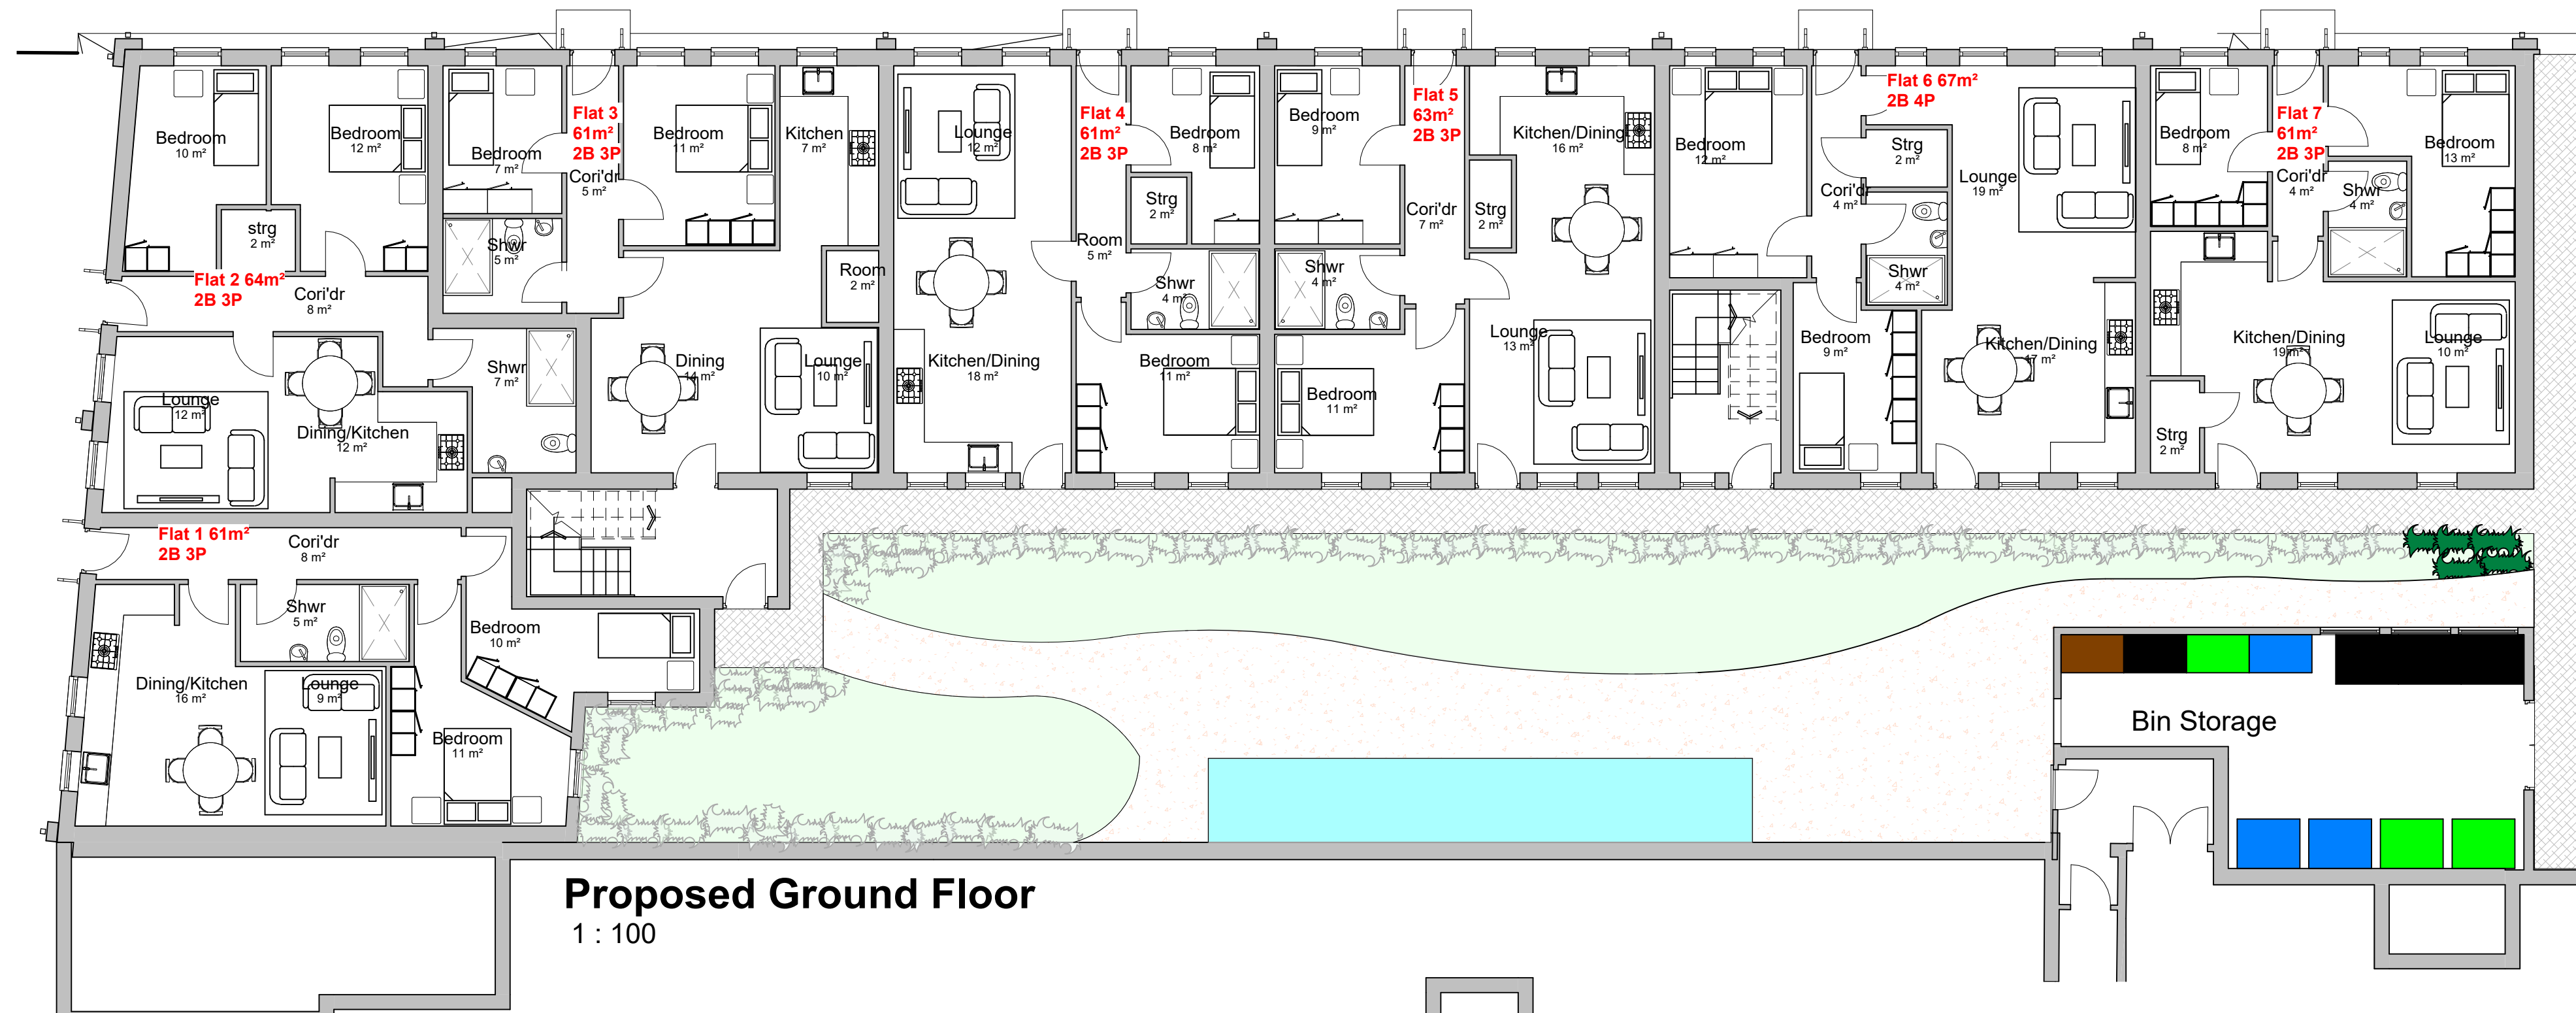 Bedroom
10 m²
Bedroom
12 m²
strg
2 m²
Flat 2 64m²
2B 3P
Cori'dr
8 m²
Lounge
12 m²
Dining/Kitchen
12 m²
Shwr
7 m²
Bedroom
7 m²
Flat 3
61m²
2B 3P
Cori'dr
5 m²
Shwr
5 m²
Bedroom
11 m²
Kitchen
7 m²
Room
2 m²
Dining
14 m²
Lounge
10 m²
Lounge
12 m²
Kitchen/Dining
18 m²
Flat 4
61m²
2B 3P
Room
5 m²
Bedroom
8 m²
Strg
2 m²
Shwr
4 m²
Bedroom
11 m²
Bedroom
9 m²
Flat 5
63m²
2B 3P
Cori'dr
7 m²
Shwr
4 m²
Bedroom
11 m²
Kitchen/Dining
16 m²
Strg
2 m²
Lounge
13 m²
Bedroom
12 m²
Flat 6 67m²
2B 4P
Strg
2 m²
Cori'dr
4 m²
Shwr
4 m²
Lounge
19 m²
Bedroom
9 m²
Kitchen/Dining
17 m²
Bedroom
8 m²
Flat 7
61m²
2B 3P
Cori'dr
4 m²
Shwr
4 m²
Bedroom
13 m²
Kitchen/Dining
19 m²
Lounge
10 m²
Strg
2 m²
Flat 1 61m²
2B 3P
Cori'dr
8 m²
Shwr
5 m²
Dining/Kitchen
16 m²
Lounge
9 m²
Bedroom
10 m²
Bedroom
11 m²
Bin Storage
Proposed Ground Floor
1 : 100